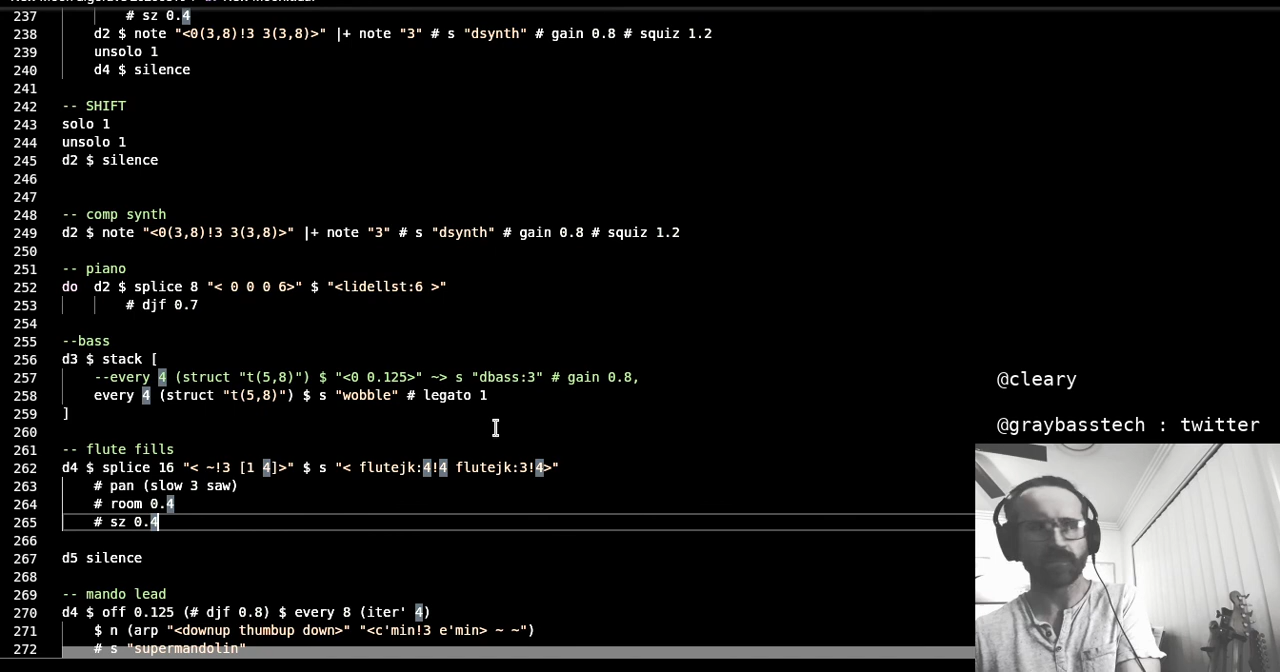 237 # sz 0.4
238 d2 $ note "<0(3,8)!3 3(3,8)>" |+ note "3" # s "dsynth" # gain 0.8 # squiz 1.2
239 unsolo 1
240 d4 $ silence
241
242 -- SHIFT
243 solo 1
244 unsolo 1
245 d2 $ silence
246
247
248 -- comp synth
249 d2 $ note "<0(3,8)!3 3(3,8)>" |+ note "3" # s "dsynth" # gain 0.8 # squiz 1.2
250
251 -- piano
252 do d2 $ splice 8 "< 0 0 0 6>" $ "<lidellst:6 >"
253 # djf 0.7
254
255 --bass
256 d3 $ stack [
257 --every 4 (struct "t(5,8)") $ "<0 0.125>" ~> s "dbass:3" # gain 0.8,
258 every 4 (struct "t(5,8)") $ s "wobble" # legato 1
259 ]
260
261 -- flute fills
262 d4 $ splice 16 "< ~!3 [1 4]>" $ s "< flutejk:4!4 flutejk:3!4>"
263 # pan (slow 3 saw)
264 # room 0.4
265 # sz 0.4
266
267 d5 silence
268
269 -- mando lead
270 d4 $ off 0.125 (# djf 0.8) $ every 8 (iter' 4)
271 $ n (arp "<downup thumbup down>" "<c'min!3 e'min> ~ ~")
272 # s "supermandolin"
@cleary
@graybasstech : twitter